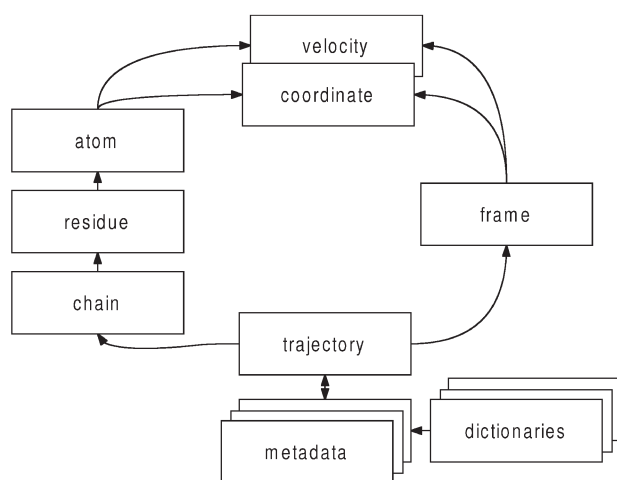 velocity
coordinate
atom
residue
frame
chain
trajectory
dictionaries
metadata